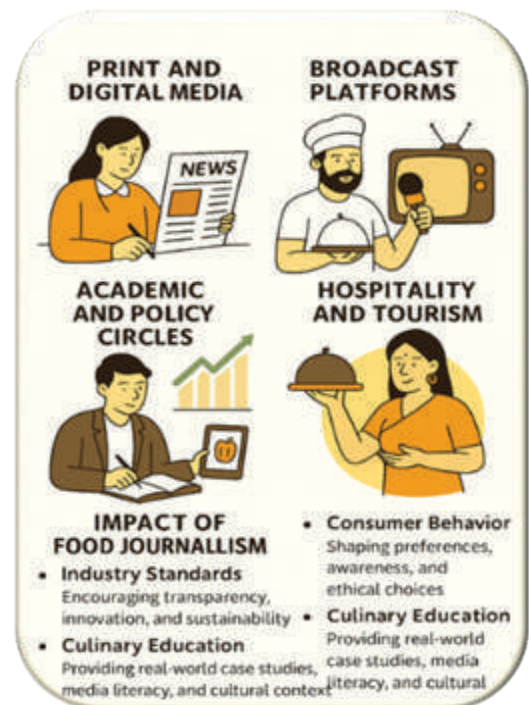 PRINT AND
DIGITAL MEDIA
BROADCAST
PLATFORMS
NEWS
ACADEMIC
AND POLICY
CIRCLES
HOSPITALITY
AND TOURISM
IMPACT OF
FOOD JOURNALLISM
• Industry Standards
Encouraging transparency,
innovation, and sustainability
• Culinary Education
Providing real-world case studies,
media literacy, and cultural context
• Consumer Behavior
Shaping preferences,
awareness, and
ethical choices
• Culinary Education
Providing real-world
case studies, media
literacy, and cultural